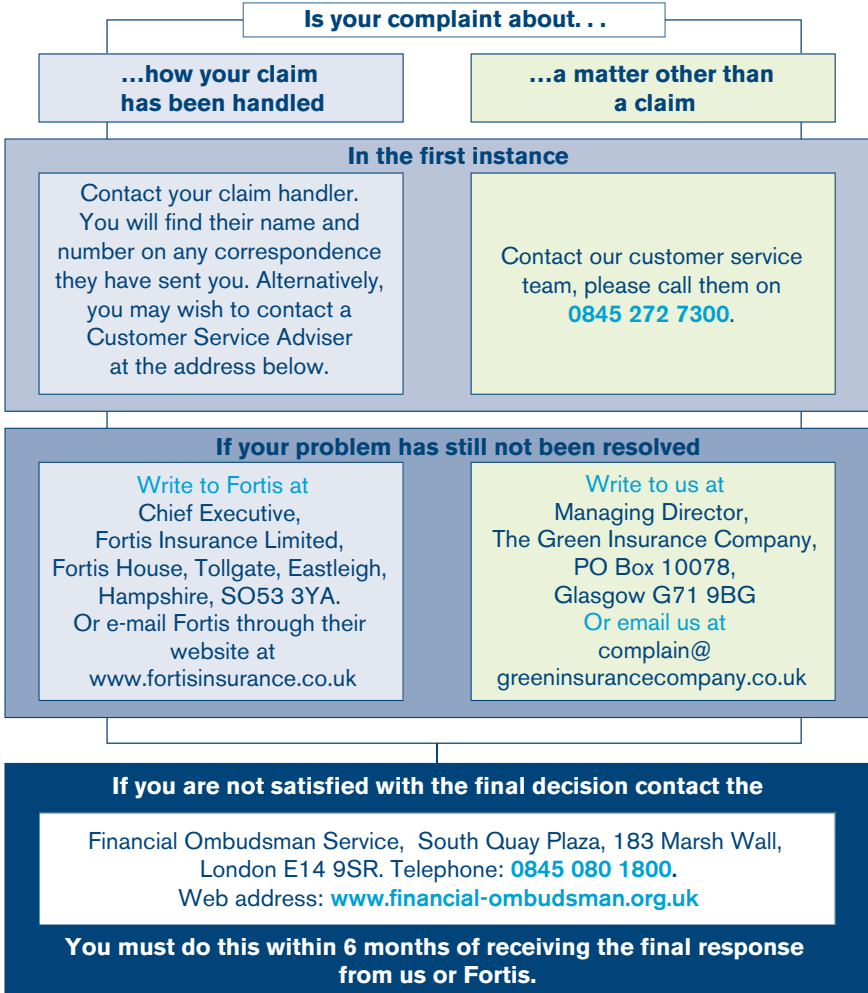 Is your complaint about. . .
...how your claim
has been handled
...a matter other than
a claim
In the first instance
Contact your claim handler.
You will find their name and
number on any correspondence
they have sent you. Alternatively,
you may wish to contact a
Customer Service Adviser
at the address below.
Contact our customer service
team, please call them on
0845 272 7300.
If your problem has still not been resolved
Write to Fortis at
Chief Executive,
Fortis Insurance Limited,
Fortis House, Tollgate, Eastleigh,
Hampshire, SO53 3YA.
Or e-mail Fortis through their
website at
www.fortisinsurance.co.uk
Write to us at
Managing Director,
The Green Insurance Company,
PO Box 10078,
Glasgow G71 9BG
Or email us at
complain@
greeninsurancecompany.co.uk
If you are not satisfied with the final decision contact the
Financial Ombudsman Service, South Quay Plaza, 183 Marsh Wall,
London E14 9SR. Telephone: 0845 080 1800.
Web address: www.financial-ombudsman.org.uk
You must do this within 6 months of receiving the final response
from us or Fortis.